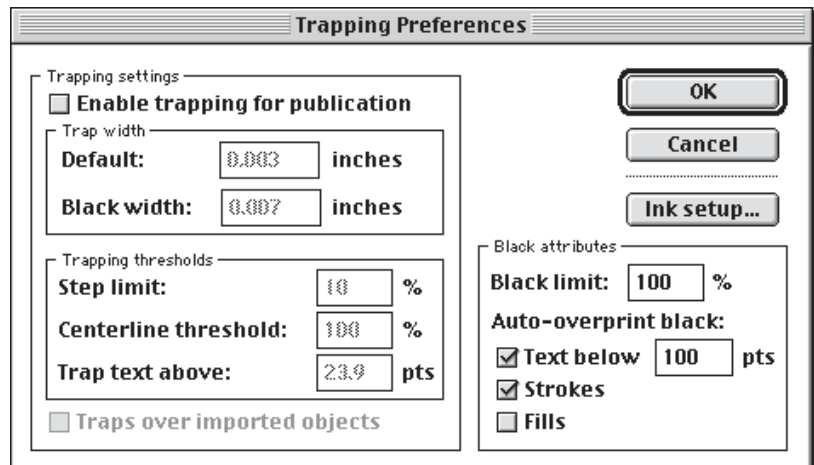 Trapping Preferences
Trapping settings
Enable trapping for publication
Trap width
Default: 0.003 inches
Black width: 0.007 inches
Trapping thresholds
Step limit: 10 %
Centerline threshold: 100 %
Trap text above: 23.9 pts
Traps over imported objects
OK
Cancel
Ink setup...
Black attributes
Black limit: 100 %
Auto-overprint black:
Text below 100 pts
Strokes
Fills